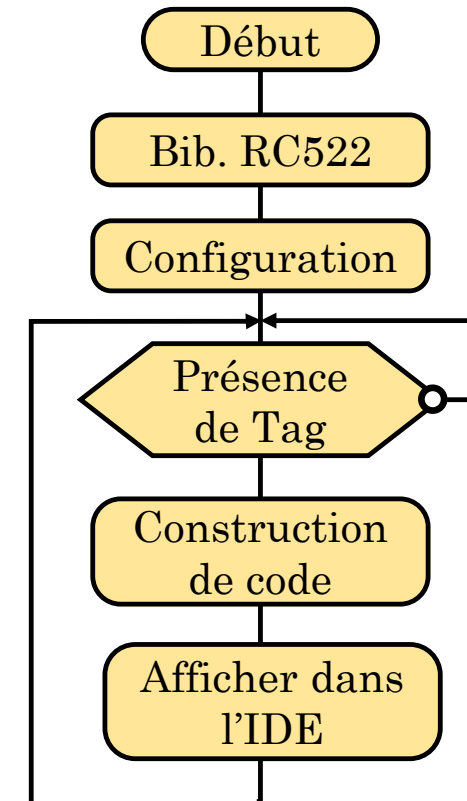 Début
Bib. RC522
Configuration
Présence
de Tag
Construction
de code
Afficher dans
l'IDE